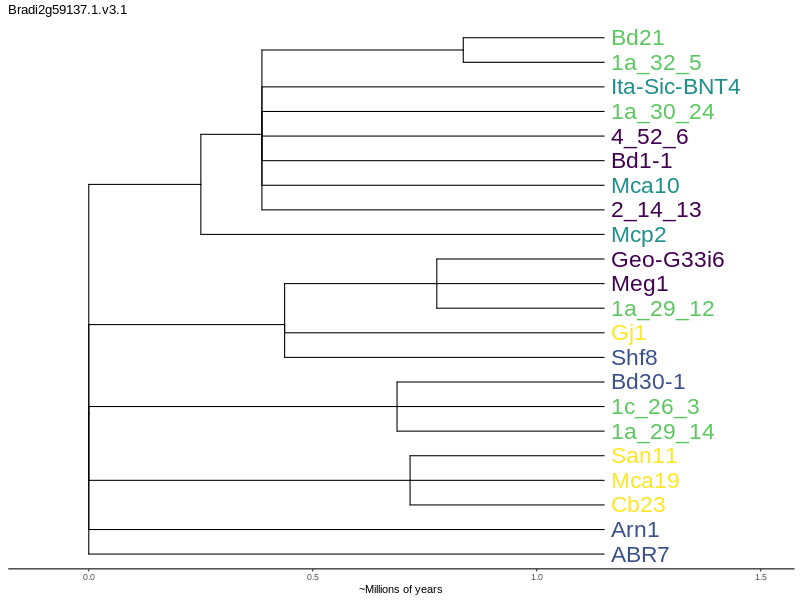 Bradi2g59137.1.v3.1
Bd21
1a_32_5
Ita-Sic-BNT4
1a_30_24
4_52_6
Bd1-1
Mca10
2_14_13
Mcp2
Geo-G33i6
Meg1
1a_29_12
Gj1
Shf8
Bd30-1
1c_26_3
1a_29_14
San11
Mca19
Cb23
Arn1
ABR7
0.0 0.5 1.0 1.5
~Millions of years